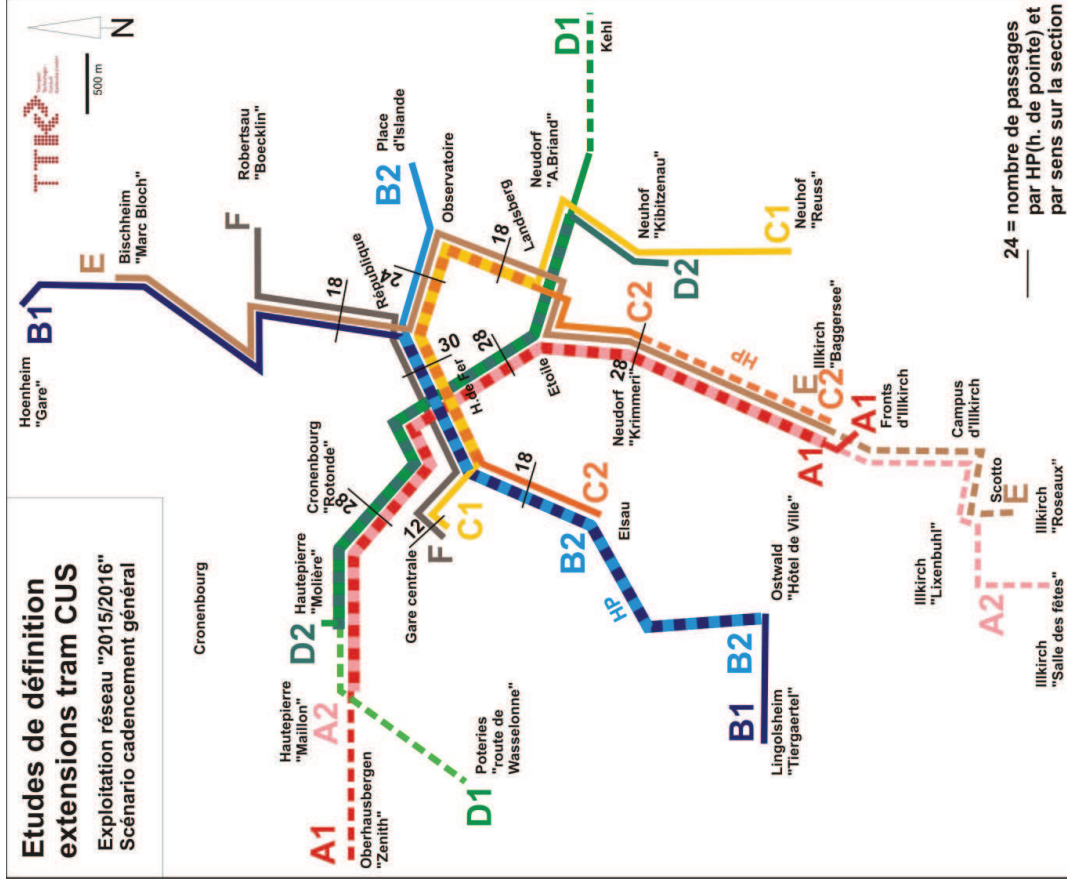 Etudes de définition
extensions tram CUS
Exploitation réseau "2015/2016"
Scénario cadencement général
TTK
500 m
N
Hoenheim
"Gare"
B1
E
Bischheim
"Marc Bloch"
Robertsau
"Boecklin"
F
18
République
B2
Place
d'Islande
Observatoire
24
30
H.de Fer
28
Etoile
18
Landsberg
Neudorf
"A.Briand"
D1
Kehl
Neuhof
"Kibitzenau"
D2
C1
Neuhof
"Reuss"
Cronenbourg
Cronenbourg
"Rotonde"
28
Hautepierre
"Molière"
D2
Hautepierre
"Maillon"
A2
A1
Oberhausbergen
"Zenith"
D1
Poteries
"route de
Wasselonne"
Gare centrale
12
F
C1
18
C2
B2
Elsau
HP
Ostwald
"Hôtel de Ville"
B2
B1
Lingolsheim
"Tiergaertel"
Neudorf
"Krimmeri"
28
C2
HP
E
C2
Illkirch
"Baggersee"
A1
A1
Fronts
d'Illkirch
Campus
d'Illkirch
Scotto
E
Illkirch
"Roseaux"
Illkirch
"Lixenbuhl"
A2
Illkirch
"Salle des fêtes"
24 = nombre de passages
par HP(h. de pointe) et
par sens sur la section